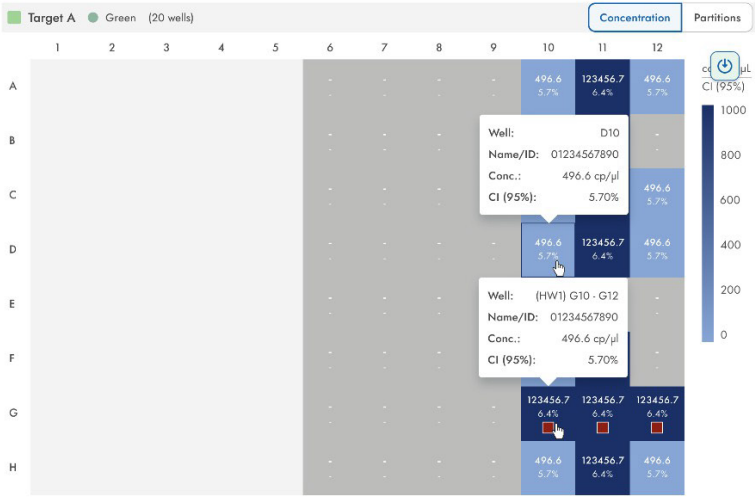 Target A Green (20 wells) Concentration Partitions
1 2 3 4 5 6 7 8 9 10 11 12
A - - - - 496.6 123456.7 496.6
- - - - 5.7% 6.4% 5.7%
µL
CI (95%)
1000
B - - - - -
- - - - -
Well: D10
Name/ID: 01234567890
Conc.: 496.6 cp/µl
CI (95%): 5.70%
800
C - - - - 496.6
- - - - 5.7%
600
D - - - - 496.6 123456.7 496.6
- - - - 5.7% 6.4% 5.7%
400
E - - - - -
- - - - -
Well: (HW1) G10 - G12
Name/ID: 01234567890
Conc.: 496.6 cp/µl
CI (95%): 5.70%
200
0
F - - - - -
- - - - -
G - - - - 123456.7 123456.7 123456.7
- - - - 6.4% 6.4% 6.4%
H - - - - 496.6 123456.7 496.6
- - - - 5.7% 6.4% 5.7%